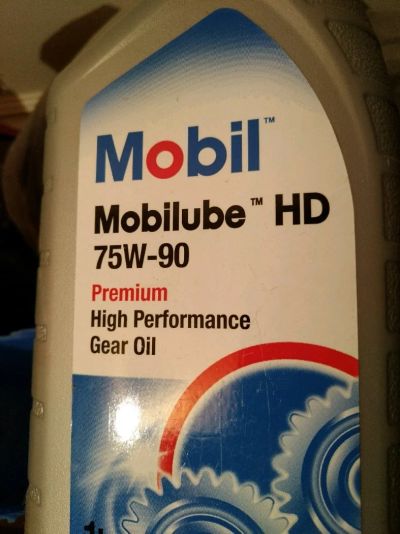 Mobil™
Mobilube™ HD
75W-90
Premium
High Performance
Gear Oil